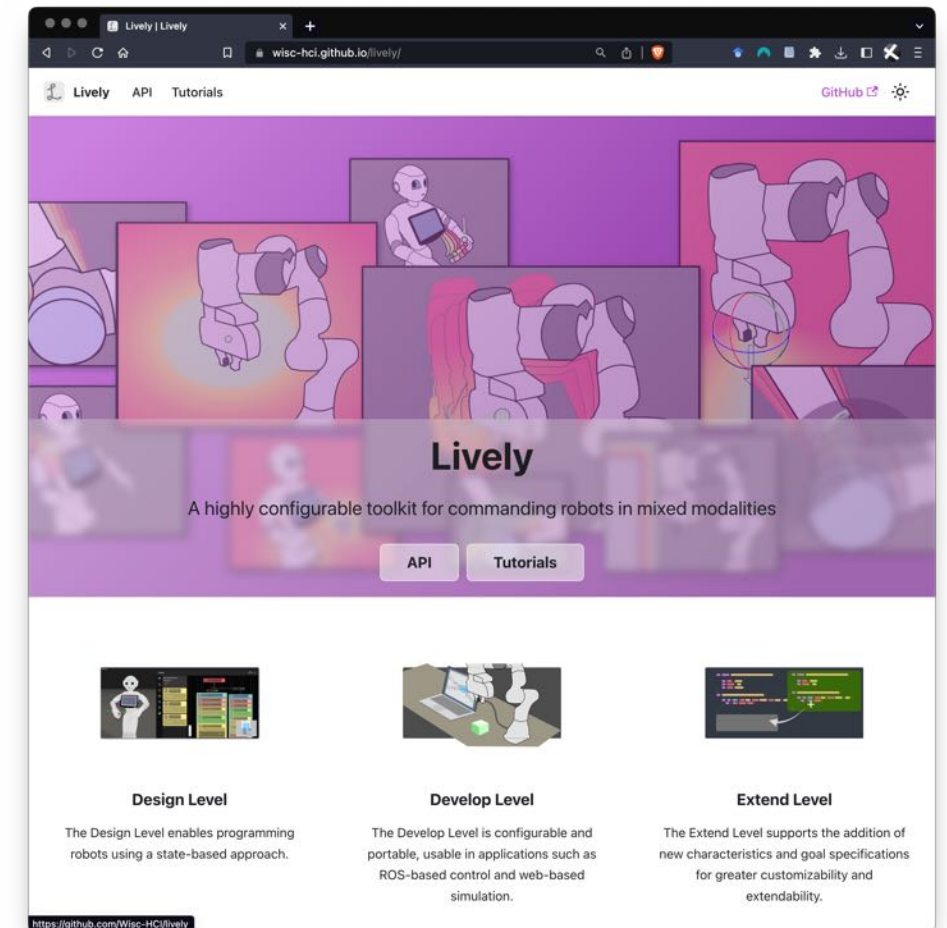 Lively | Lively
wisc-hci.github.io/lively/
Lively API Tutorials GitHub
Lively
A highly configurable toolkit for commanding robots in mixed modalities
API Tutorials
Design Level
The Design Level enables programming
robots using a state-based approach.
Develop Level
The Develop Level is configurable and
portable, usable in applications such as
ROS-based control and web-based
simulation.
Extend Level
The Extend Level supports the addition of
new characteristics and goal specifications
for greater customizability and
extendability.
https://github.com/Wisc-HCI/lively